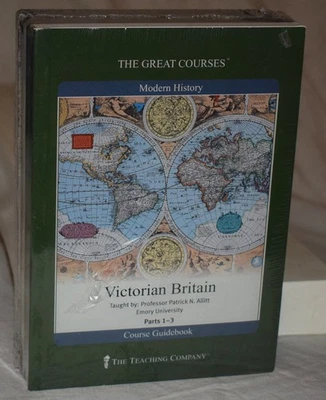 THE GREAT COURSES™
Modern History
Victorian Britain
Taught by: Professor Patrick N. Allitt
Emory University
Parts 1–3
Course Guidebook
THE TEACHING COMPANY®